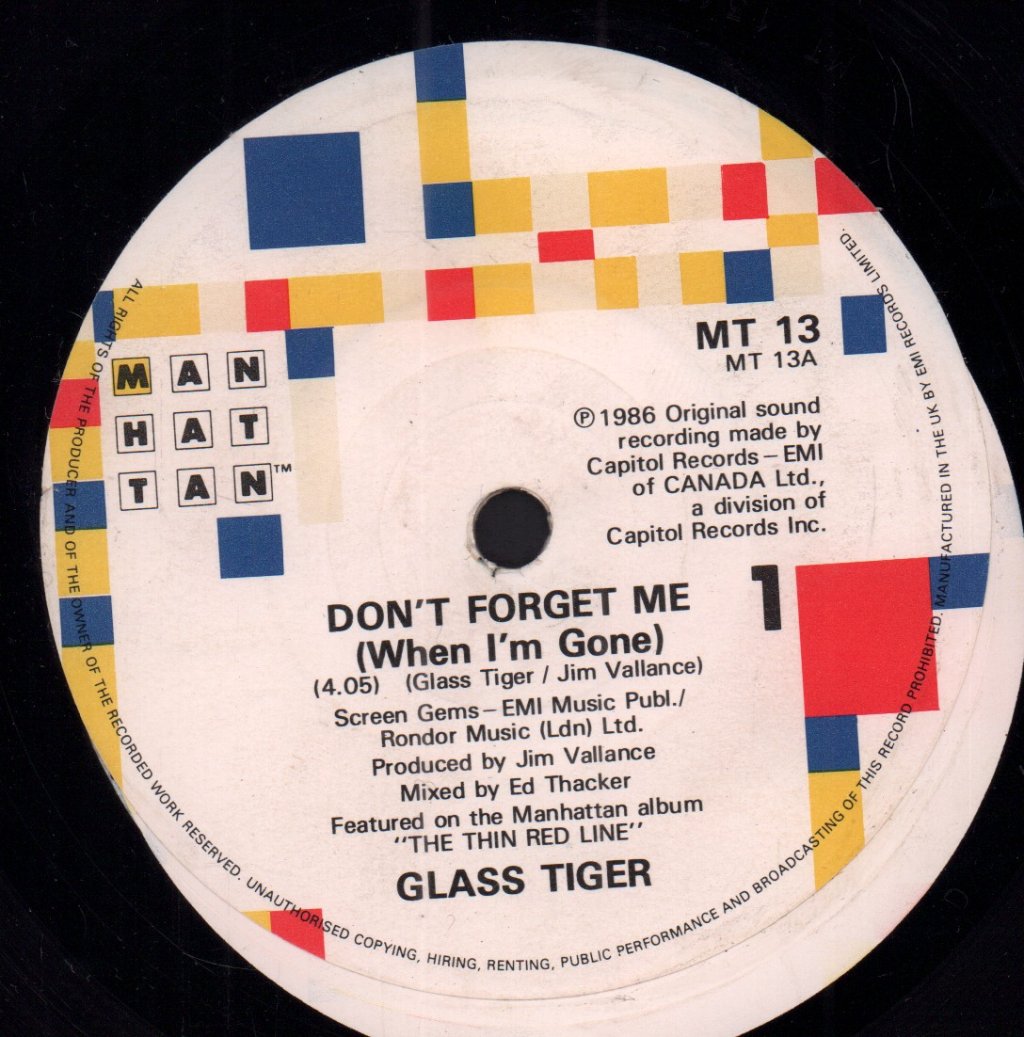 MAN
HAT
TAN™
MT 13
MT 13A
Ⓟ1986 Original sound
recording made by
Capitol Records – EMI
of CANADA Ltd.,
a division of
Capitol Records Inc.
1
DON'T FORGET ME
(When I'm Gone)
(4.05) (Glass Tiger / Jim Vallance)
Screen Gems – EMI Music Publ./
Rondor Music (Ldn) Ltd.
Produced by Jim Vallance
Mixed by Ed Thacker
Featured on the Manhattan album
"THE THIN RED LINE"
GLASS TIGER
ALL RIGHTS OF THE PRODUCER AND OF THE OWNER OF THE RECORDED WORK RESERVED. UNAUTHORISED COPYING, HIRING, RENTING, PUBLIC PERFORMANCE AND BROADCASTING OF THIS RECORD PROHIBITED. MANUFACTURED IN THE UK BY EMI RECORDS LIMITED.